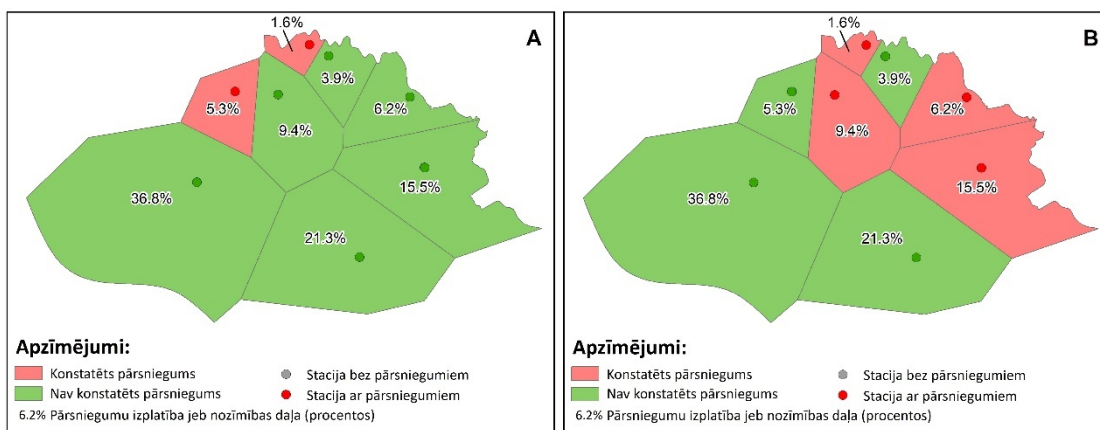 1.6%
A
3.9%
5.3%
6.2%
9.4%
15.5%
36.8%
21.3%
Apzīmējumi:
Konstatēts pārsniegums
Stacija bez pārsniegumiem
Nav konstatēts pārsniegums
Stacija ar pārsniegumiem
6.2% Pārsniegumu izplatība jeb nozīmības daļa (procentos)
1.6%
B
3.9%
5.3%
6.2%
9.4%
15.5%
36.8%
21.3%
Apzīmējumi:
Konstatēts pārsniegums
Stacija bez pārsniegumiem
Nav konstatēts pārsniegums
Stacija ar pārsniegumiem
6.2% Pārsniegumu izplatība jeb nozīmības daļa (procentos)